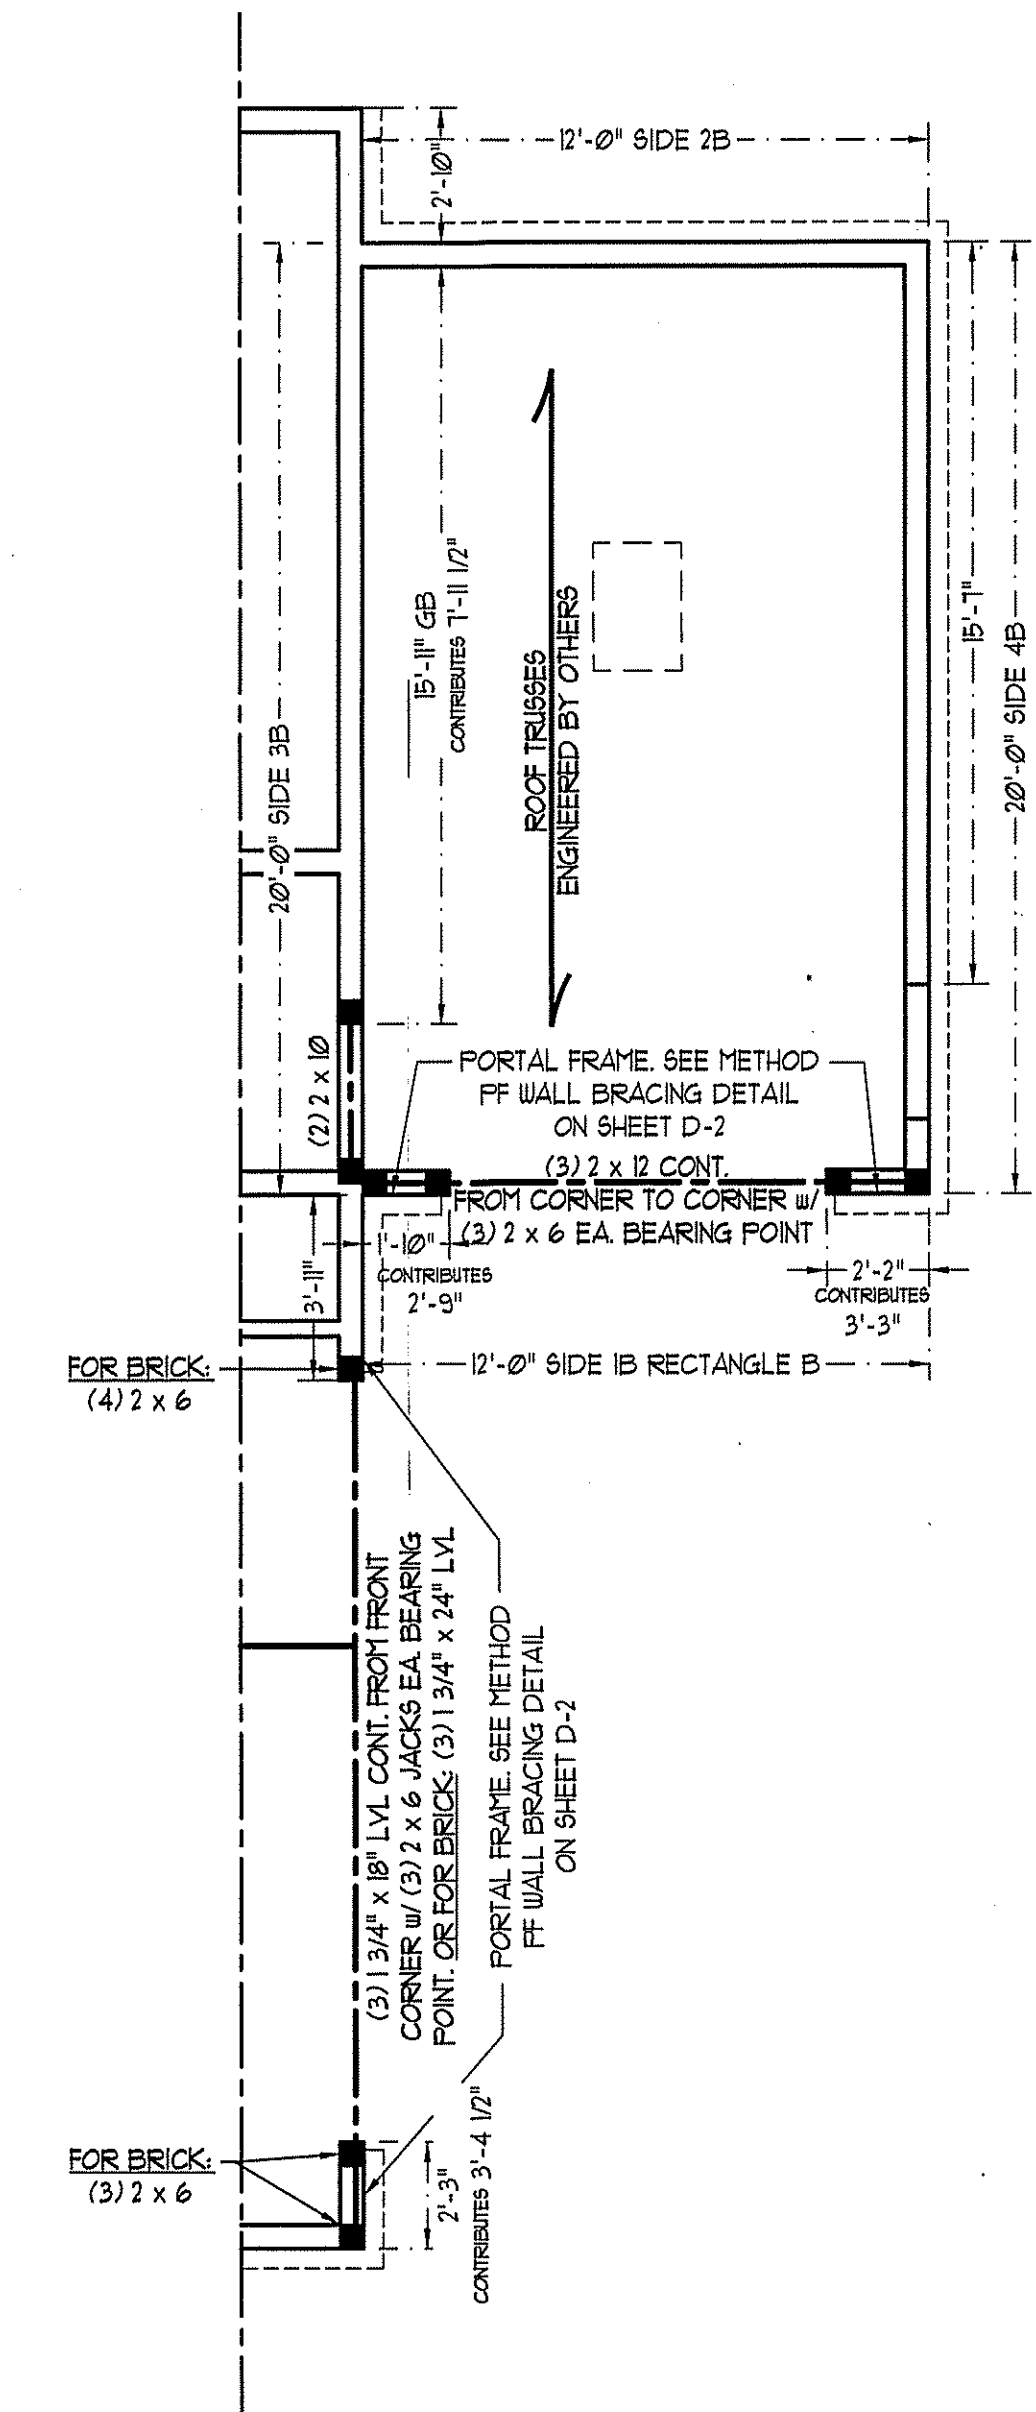 12'-0" SIDE 2B
2'-10"
20'-0" SIDE 3B
15'-11" GB
CONTRIBUTES 7'-11 1/2"
ROOF TRUSSES
ENGINEERED BY OTHERS
15'-7"
20'-0" SIDE 4B
(2) 2 x 10
PORTAL FRAME. SEE METHOD
PF WALL BRACING DETAIL
ON SHEET D-2
(3) 2 x 12 CONT.
FROM CORNER TO CORNER w/
(3) 2 x 6 EA. BEARING POINT
1'-10"
CONTRIBUTES
2'-9"
2'-2"
CONTRIBUTES
3'-3"
3'-11"
12'-0" SIDE 1B RECTANGLE B
FOR BRICK:
(4) 2 x 6
(3) 1 3/4" x 18" LVL CONT. FROM FRONT
CORNER w/ (3) 2 x 6 JACKS EA. BEARING
POINT. OR FOR BRICK: (3) 1 3/4" x 24" LVL
PORTAL FRAME. SEE METHOD
PF WALL BRACING DETAIL
ON SHEET D-2
FOR BRICK:
(3) 2 x 6
2'-3"
CONTRIBUTES 3'-4 1/2"